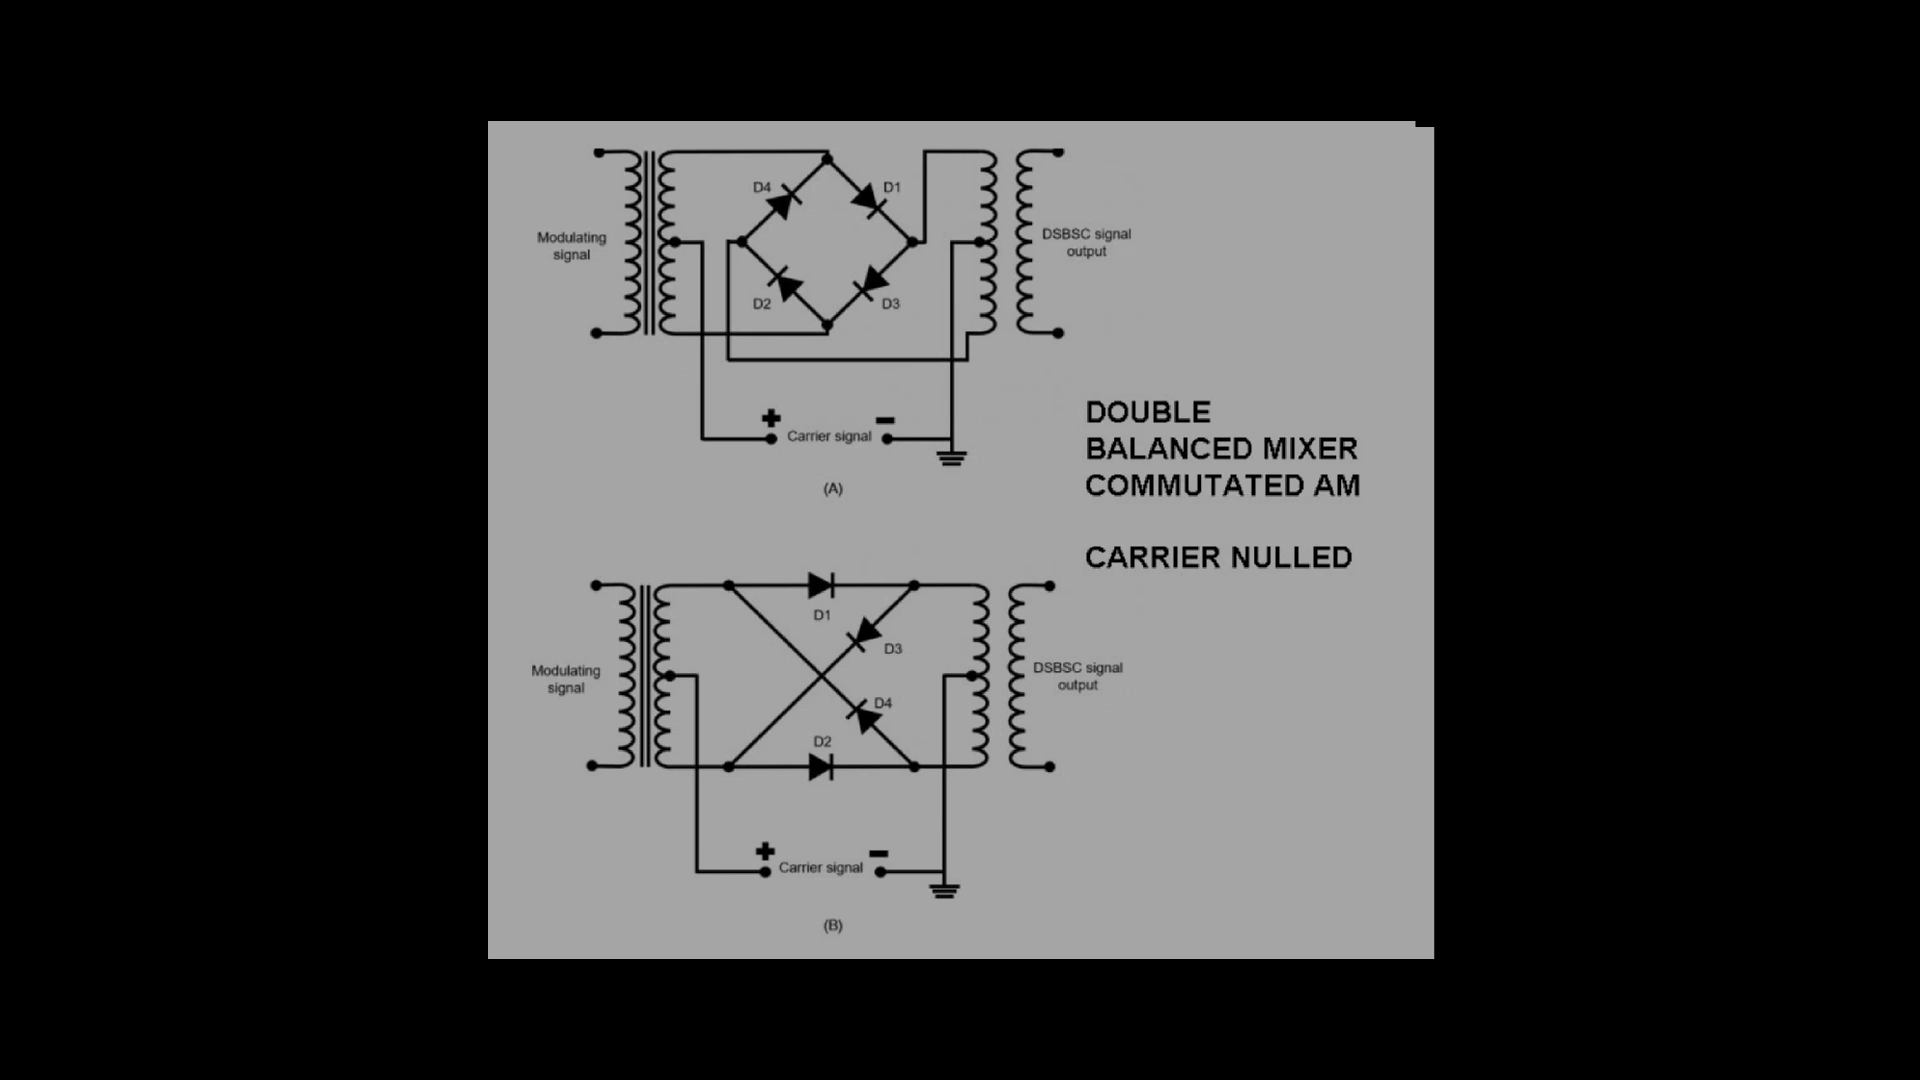 D4
D1
Modulating
signal
DSBSC signal
output
D2
D3
+
−
Carrier signal
(A)
DOUBLE
BALANCED MIXER
COMMUTATED AM
CARRIER NULLED
D1
D3
Modulating
signal
DSBSC signal
output
D4
D2
+
−
Carrier signal
(B)